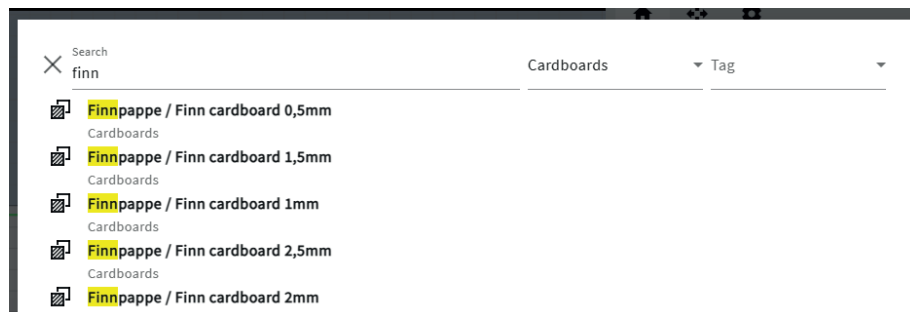 Search
finn
Cardboards
Tag
Finnpappe / Finn cardboard 0,5mm
Cardboards
Finnpappe / Finn cardboard 1,5mm
Cardboards
Finnpappe / Finn cardboard 1mm
Cardboards
Finnpappe / Finn cardboard 2,5mm
Cardboards
Finnpappe / Finn cardboard 2mm